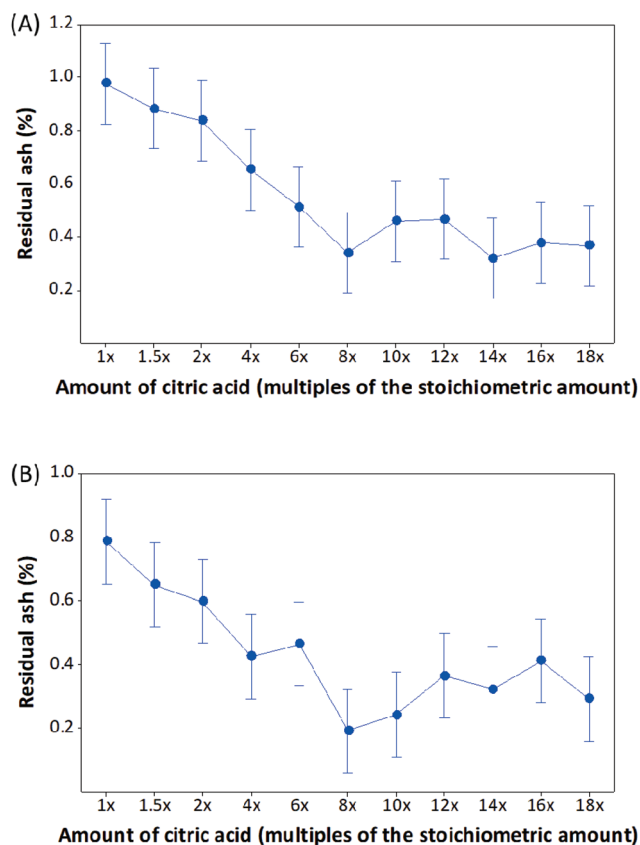 (A)
1.2
1.0
0.8
0.6
0.4
0.2
Residual ash (%)
1x 1.5x 2x 4x 6x 8x 10x 12x 14x 16x 18x
Amount of citric acid (multiples of the stoichiometric amount)
(B)
1.0
0.8
0.6
0.4
0.2
Residual ash (%)
1x 1.5x 2x 4x 6x 8x 10x 12x 14x 16x 18x
Amount of citric acid (multiples of the stoichiometric amount)